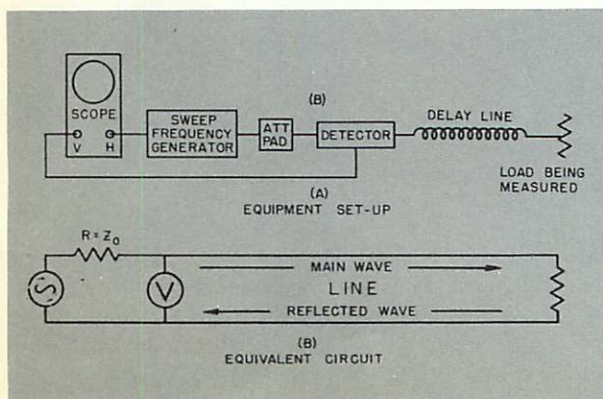 (B)
SCOPE
V H
SWEEP
FREQUENCY
GENERATOR
ATT
PAD
DETECTOR
DELAY LINE
LOAD BEING
MEASURED
(A)
EQUIPMENT SET-UP
R = Z₀
S
V
MAIN WAVE
LINE
REFLECTED WAVE
(B)
EQUIVALENT CIRCUIT